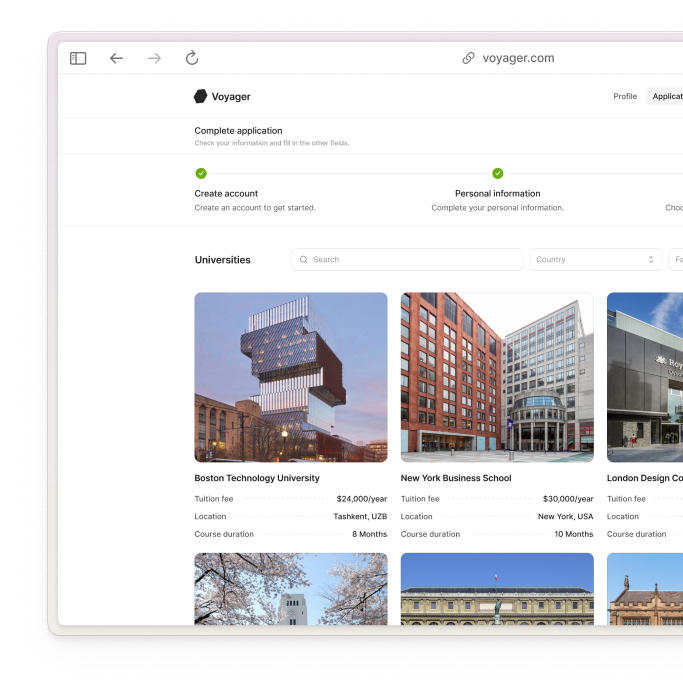 voyager.com
Voyager
Profile
Applicat
Complete application
Check your information and fill in the other fields.
Create account
Personal information
Create an account to get started.
Complete your personal information.
Choo
Universities
Search
Country
Fa
Roy
Boston Technology University
New York Business School
London Design Co
Tuition fee
$24,000/year
Tuition fee
$30,000/year
Tuition fee
Location
Tashkent, UZB
Location
New York, USA
Location
Course duration
8 Months
Course duration
10 Months
Course duration